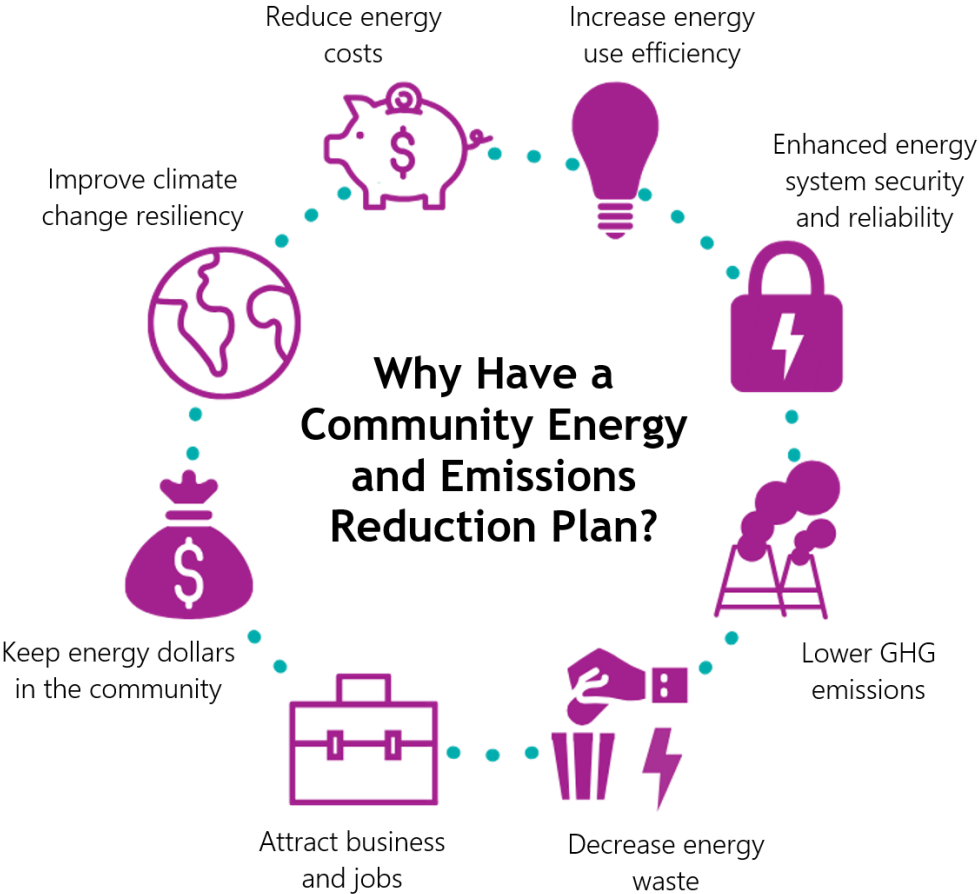 Reduce energy
costs
Increase energy
use efficiency
Enhanced energy
system security
and reliability
Improve climate
change resiliency
$
Why Have a
Community Energy
and Emissions
Reduction Plan?
$
Keep energy dollars
in the community
Lower GHG
emissions
Attract business
and jobs
Decrease energy
waste